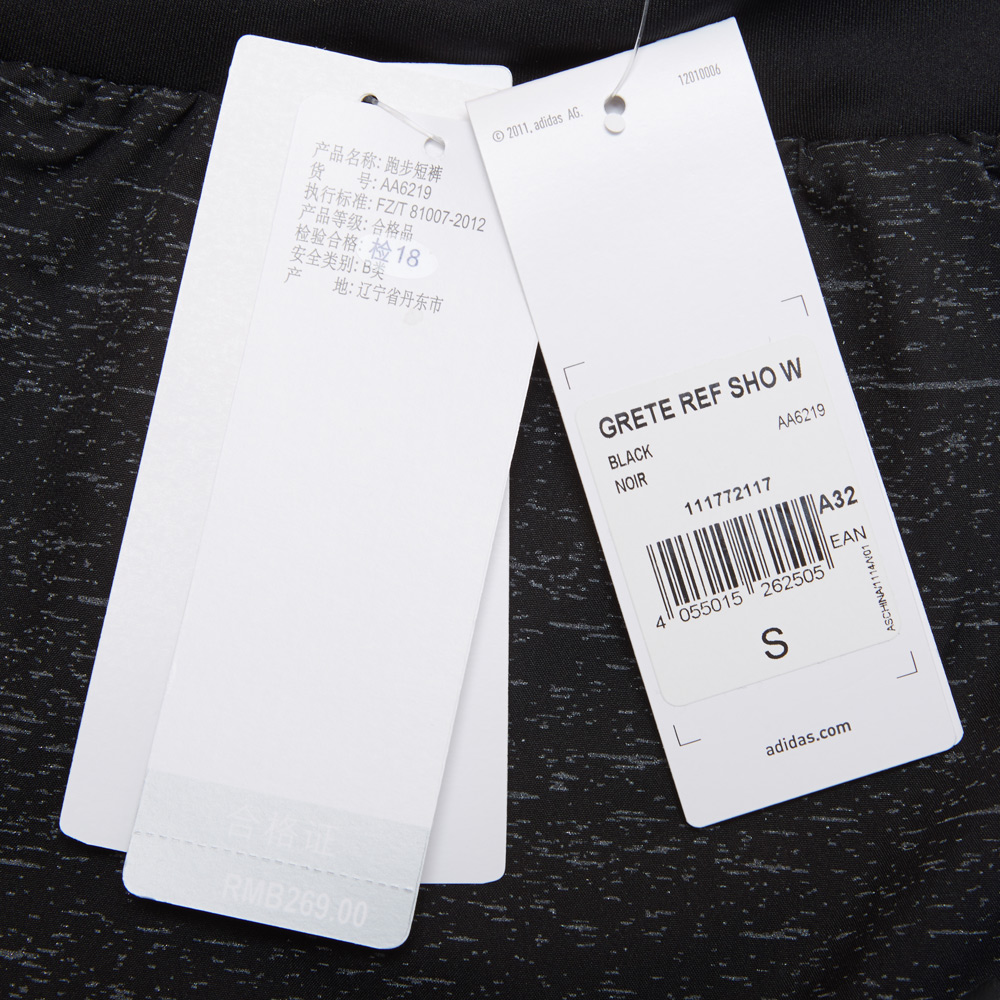 产品名称: 跑步短裤
货 号: AA6219
执行标准: FZ/T 81007-2012
产品等级: 合格品
检验合格: 检18
安全类别: B类
产 地: 辽宁省丹东市
合格证
RMB269.00
© 2011, adidas AG.
12010006
GRETE REF SHO W
AA6219
BLACK
NOIR
111772117
A32
EAN
4 055015 262505
ASCHINA/1114/V01
S
adidas.com